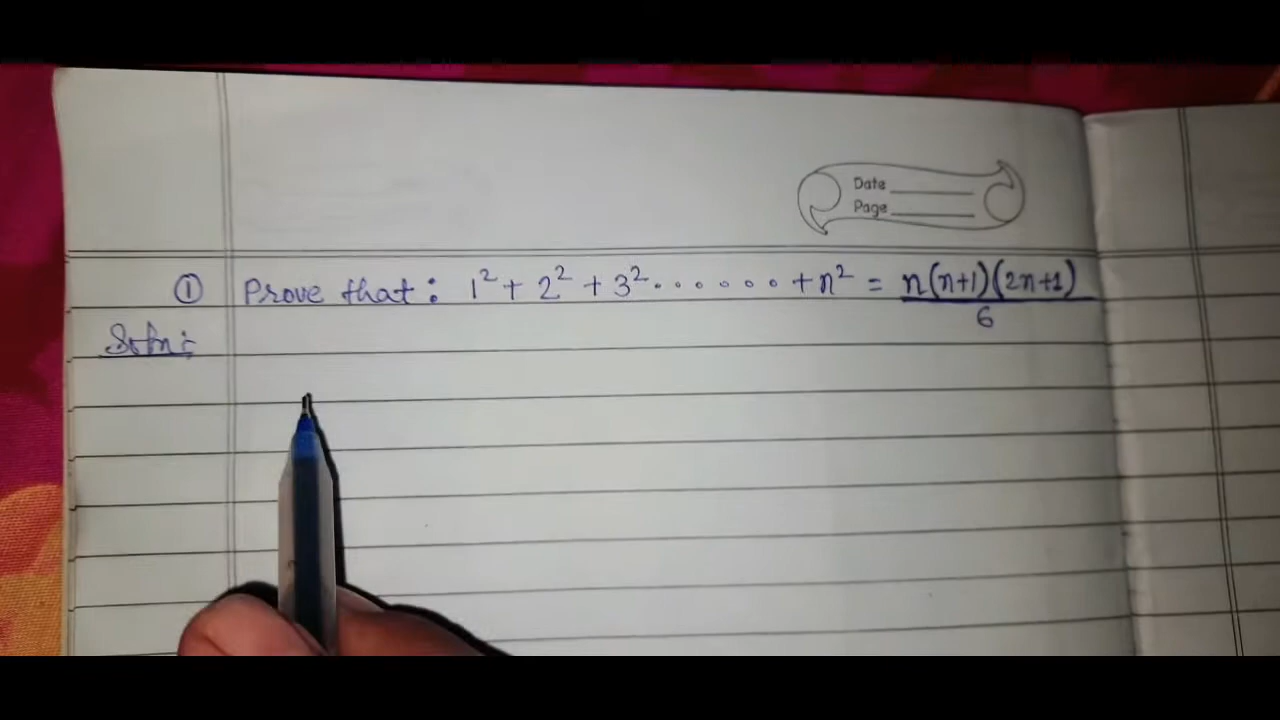 Date
Page
① Prove that : 1² + 2² + 3² ...... + n² = n(n+1)(2n+1)/6
Soln: